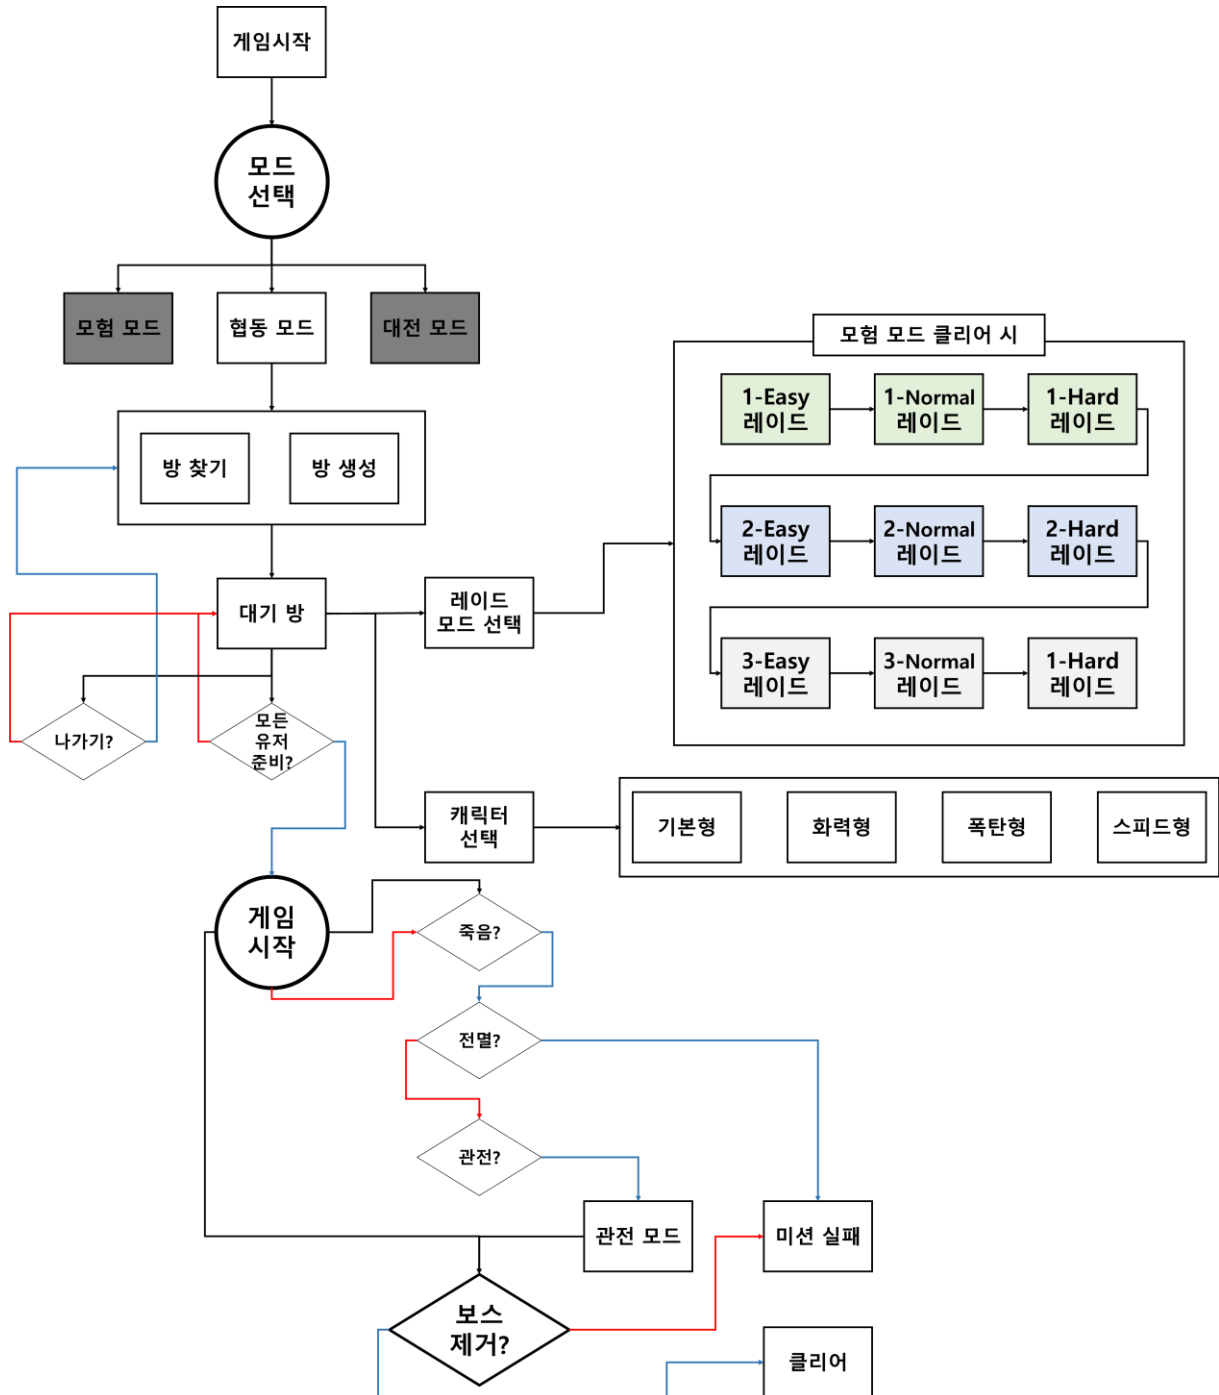 게임시작
모드
선택
모험 모드
협동 모드
대전 모드
방 찾기
방 생성
대기 방
레이드
모드 선택
나가기?
모든
유저
준비?
캐릭터
선택
모험 모드 클리어 시
1-Easy
레이드
1-Normal
레이드
1-Hard
레이드
2-Easy
레이드
2-Normal
레이드
2-Hard
레이드
3-Easy
레이드
3-Normal
레이드
1-Hard
레이드
기본형
화력형
폭탄형
스피드형
게임
시작
죽음?
전멸?
관전?
관전 모드
미션 실패
보스
제거?
클리어